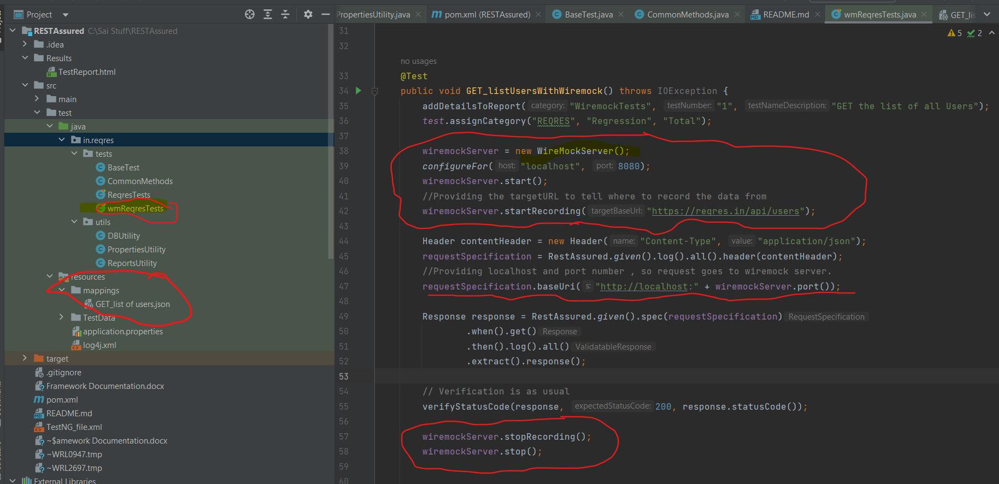 Project
PropertiesUtility.java
pom.xml (RESTAssured)
BaseTest.java
CommonMethods.java
README.md
wmReqresTests.java
GET_lis
RESTAssured C:\Sai Stuff\RESTAssured
.idea
Results
TestReport.html
src
main
test
java
in.reqres
tests
BaseTest
CommonMethods
ReqresTests
wmReqresTests
utils
DBUtility
PropertiesUtility
ReportsUtility
resources
mappings
GET_list of users.json
TestData
application.properties
log4j.xml
target
.gitignore
Framework Documentation.docx
pom.xml
README.md
TestNG_file.xml
~$amework Documentation.docx
~WRL0947.tmp
~WRL2697.tmp
External Libraries
5 2
31
32
no usages
33 @Test
34 public void GET_listUsersWithWiremock() throws IOException {
35 addDetailsToReport( category: "WiremockTests", testNumber: "1", testNameDescription: "GET the list of all Users");
36 test.assignCategory("REQRES", "Regression", "Total");
37
38 wiremockServer = new WireMockServer();
39 configureFor( host: "localhost", port: 8080);
40 wiremockServer.start();
41 //Providing the targetURL to tell where to record the data from
42 wiremockServer.startRecording( targetBaseUrl: "https://reqres.in/api/users");
43
44 Header contentHeader = new Header( name: "Content-Type", value: "application/json");
45 requestSpecification = RestAssured.given().log().all().header(contentHeader);
46 //Providing localhost and port number , so request goes to wiremock server.
47 requestSpecification.baseUri( s: "http://localhost:" + wiremockServer.port());
48
49 Response response = RestAssured.given().spec(requestSpecification) RequestSpecification
50 .when().get() Response
51 .then().log().all() ValidatableResponse
52 .extract().response();
53
54 // Verification is as usual
55 verifyStatusCode(response, expectedStatusCode: 200, response.statusCode());
56
57 wiremockServer.stopRecording();
58 wiremockServer.stop();
59
60